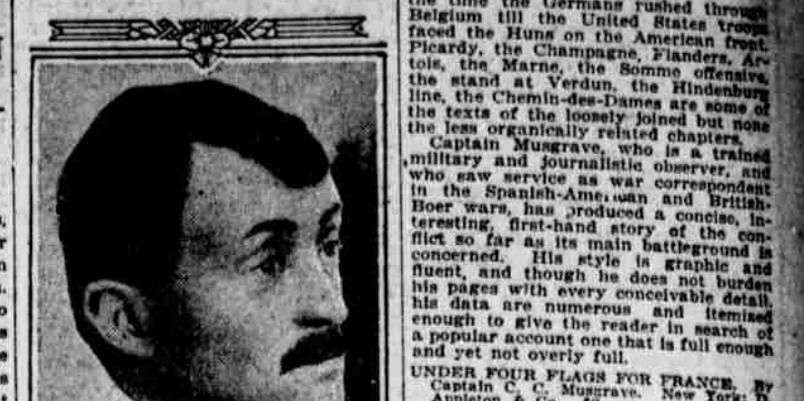 the time the Germans rushed through
Belgium till the United States troops
faced the Huns on the American front.
Picardy, the Champagne, Flanders, Ar-
tois, the Marne, the Somme offensive,
the stand at Verdun, the Hindenburg
line, the Chemin-des-Dames are some of
the texts of the loosely joined but none
the less organically related chapters.
Captain Musgrave, who is a trained
military and journalistic observer, and
who saw service as war correspondent
in the Spanish-American and British-
Boer wars, has produced a concise, in-
teresting, first-hand story of the con-
flict so far as its main battleground is
concerned. His style is graphic and
fluent, and though he does not burden
his pages with every conceivable detail,
his data are numerous and itemized
enough to give the reader in search of
a popular account one that is full enough
and yet not overly full.
UNDER FOUR FLAGS FOR FRANCE. By
Captain C. C. Musgrave. New York: D.
Appleton & Co.